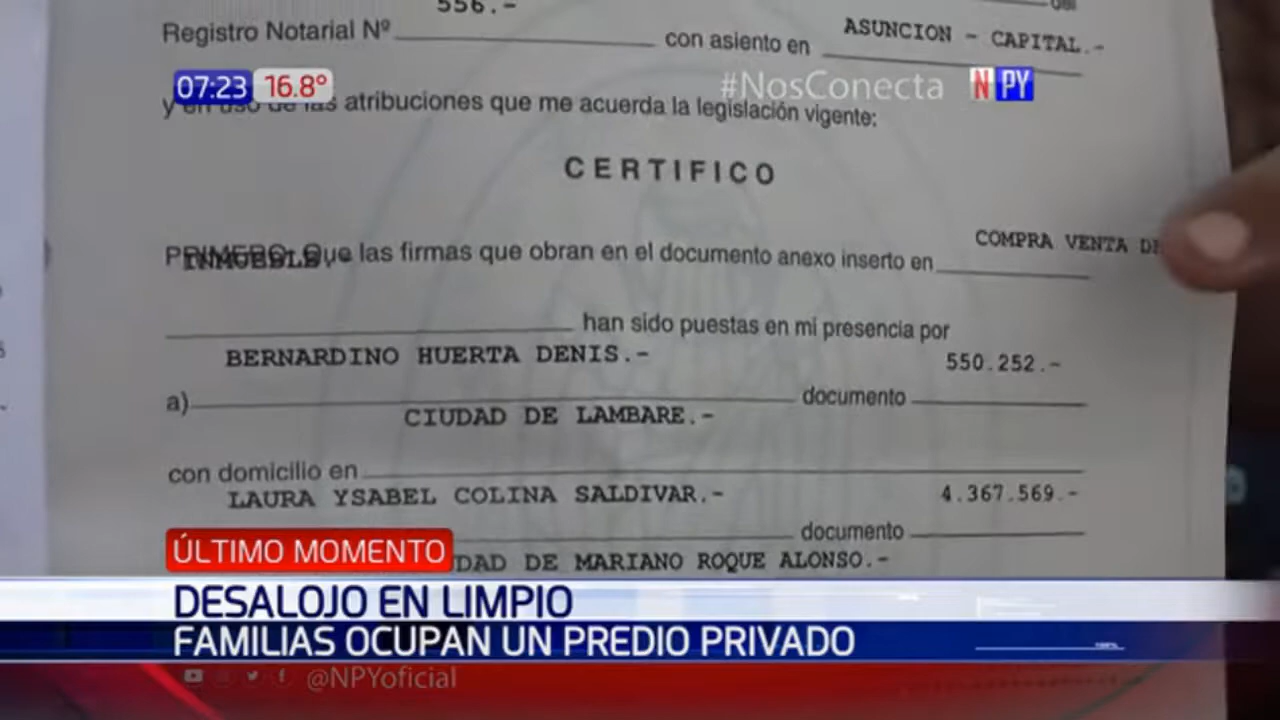 556.-
Registro Notarial Nº con asiento en ASUNCION - CAPITAL.-
07:23 16.8° #NosConecta NPY
y en uso de las atribuciones que me acuerda la legislación vigente:
CERTIFICO
PRIMERO: Que las firmas que obran en el documento anexo inserto en COMPRA VENTA DE
INMUEBLE.-
han sido puestas en mi presencia por
BERNARDINO HUERTA DENIS.- 550.252.-
a) documento
CIUDAD DE LAMBARE.-
con domicilio en
LAURA YSABEL COLINA SALDIVAR.- 4.367.569.-
documento
ÚLTIMO MOMENTO
DAD DE MARIANO ROQUE ALONSO.-
DESALOJO EN LIMPIO
FAMILIAS OCUPAN UN PREDIO PRIVADO
@NPYoficial